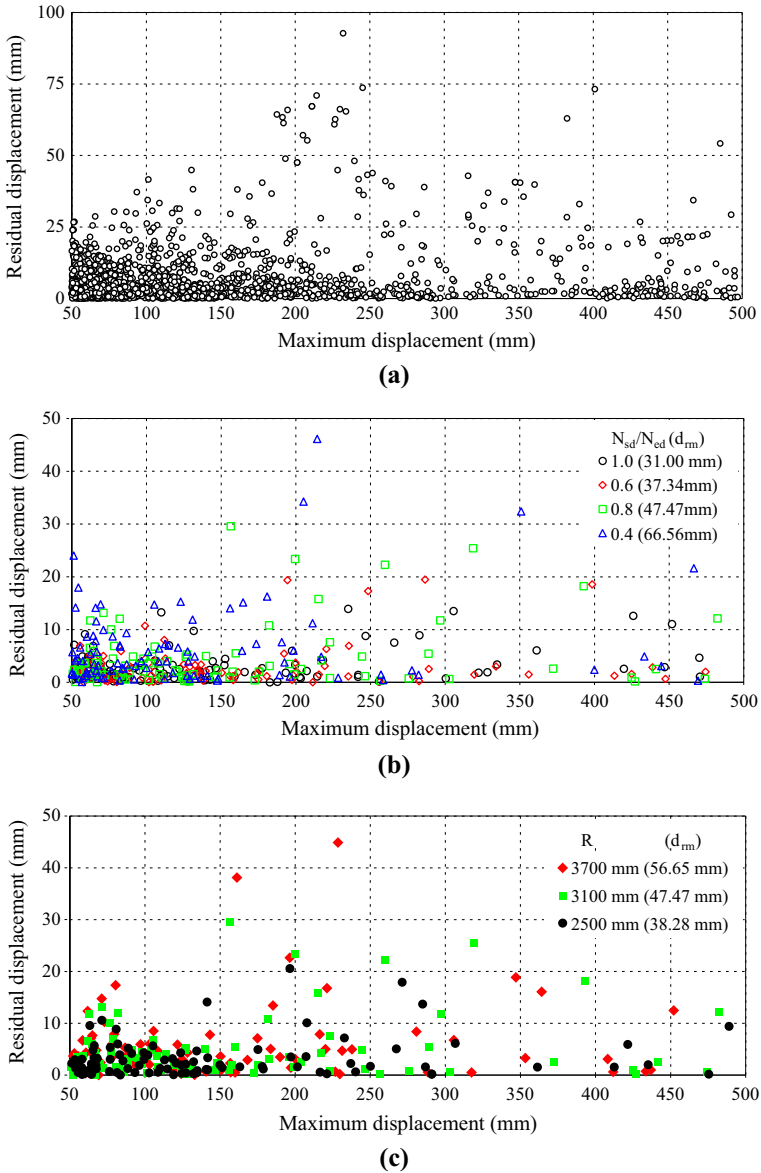 100
75
50
25
0
Residual displacement (mm)
50 100 150 200 250 300 350 400 450 500
Maximum displacement (mm)
(a)
50
40
30
20
10
0
Residual displacement (mm)
N_sd/N_ed (d_rm)
1.0 (31.00 mm)
0.6 (37.34mm)
0.8 (47.47mm)
0.4 (66.56mm)
50 100 150 200 250 300 350 400 450 500
Maximum displacement (mm)
(b)
50
40
30
20
10
0
Residual displacement (mm)
R (d_rm)
3700 mm (56.65 mm)
3100 mm (47.47 mm)
2500 mm (38.28 mm)
50 100 150 200 250 300 350 400 450 500
Maximum displacement (mm)
(c)